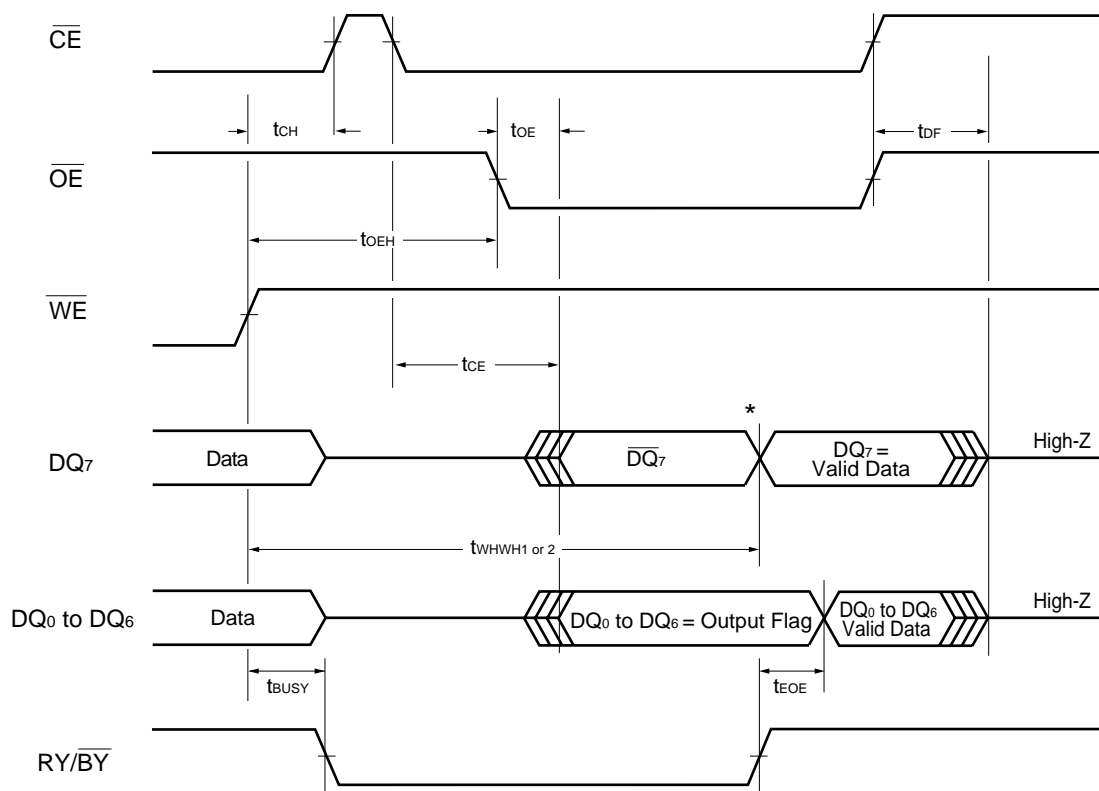 CE
tCH
tOE
tDF
OE
tOEH
WE
tCE
*
DQ7
Data
DQ7
DQ7 =
Valid Data
High-Z
tWHWH1 or 2
DQ0 to DQ6
Data
DQ0 to DQ6 = Output Flag
DQ0 to DQ6
Valid Data
High-Z
tBUSY
tEOE
RY/BY